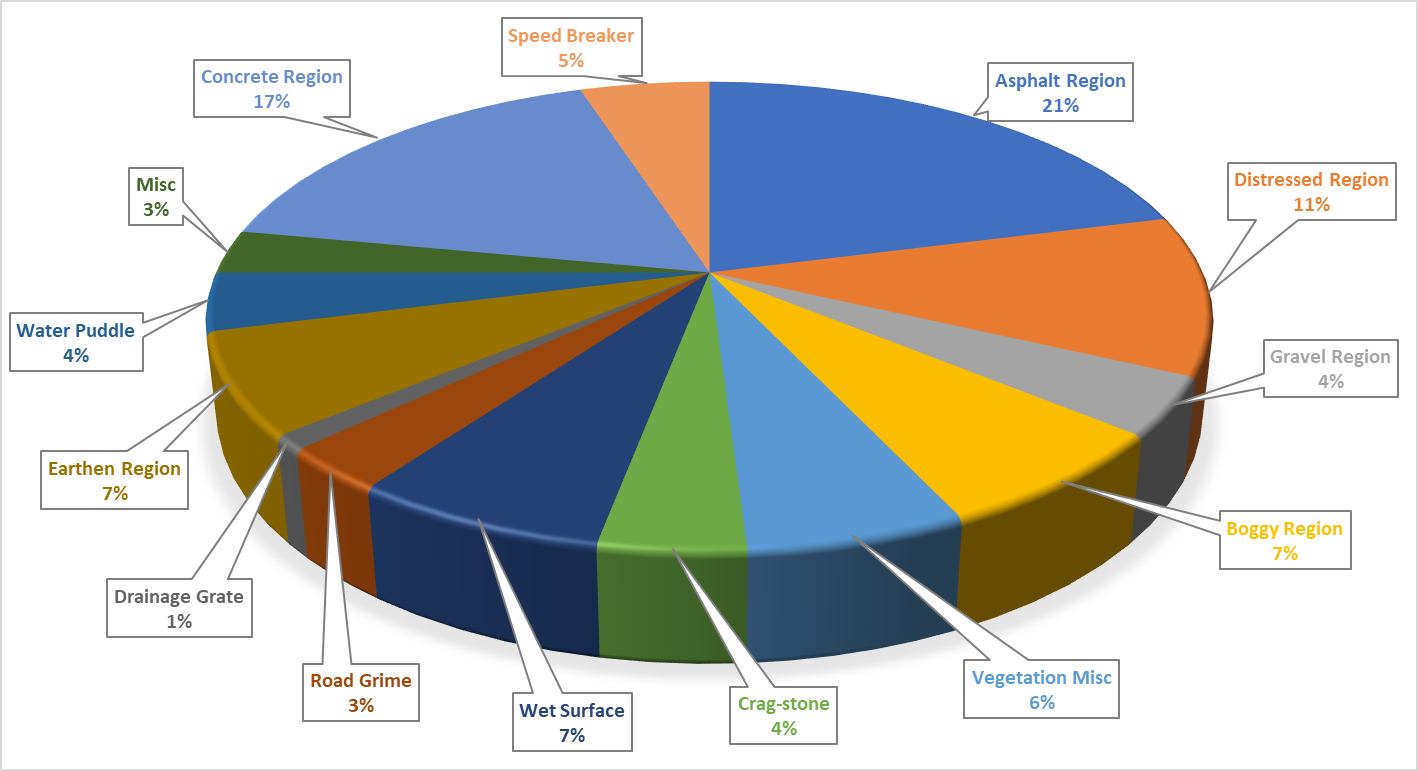 Speed Breaker
5%
Concrete Region
17%
Asphalt Region
21%
Misc
3%
Distressed Region
11%
Water Puddle
4%
Gravel Region
4%
Earthen Region
7%
Boggy Region
7%
Drainage Grate
1%
Road Grime
3%
Wet Surface
7%
Crag-stone
4%
Vegetation Misc
6%